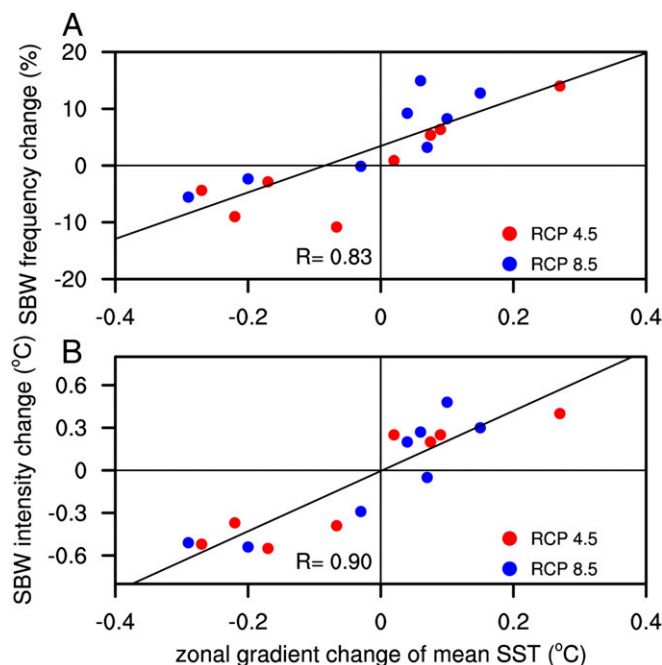 A
SBW frequency change (%)
20
10
0
-10
-20
R= 0.83
RCP 4.5
RCP 8.5
-0.4
-0.2
0
0.2
0.4
B
SBW intensity change (°C)
0.6
0.3
0
-0.3
-0.6
R= 0.90
RCP 4.5
RCP 8.5
-0.4
-0.2
0
0.2
0.4
zonal gradient change of mean SST (°C)